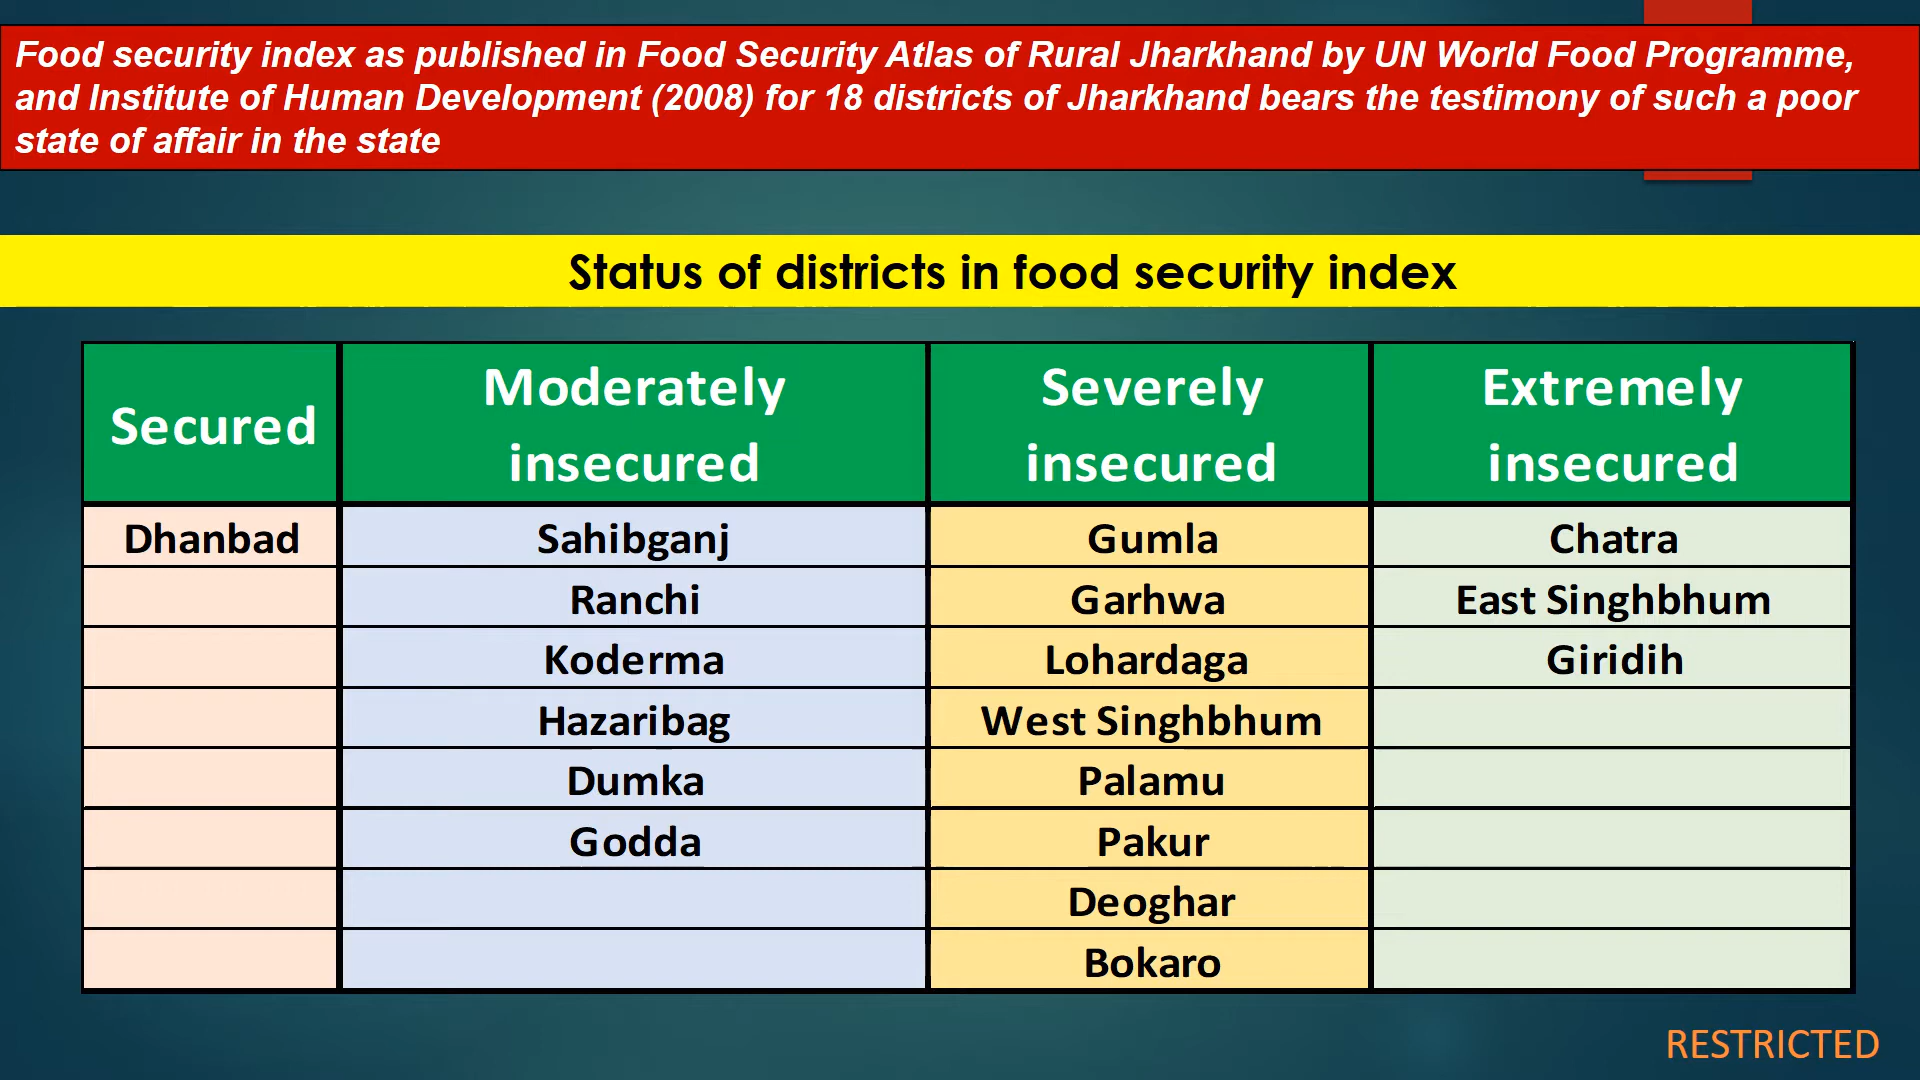 Food security index as published in Food Security Atlas of Rural Jharkhand by UN World Food Programme,
and Institute of Human Development (2008) for 18 districts of Jharkhand bears the testimony of such a poor
state of affair in the state
Status of districts in food security index
Secured Moderately insecured Severely insecured Extremely insecured
Dhanbad Sahibganj Gumla Chatra
Ranchi Garhwa East Singhbhum
Koderma Lohardaga Giridih
Hazaribag West Singhbhum
Dumka Palamu
Godda Pakur
Deoghar
Bokaro
RESTRICTED